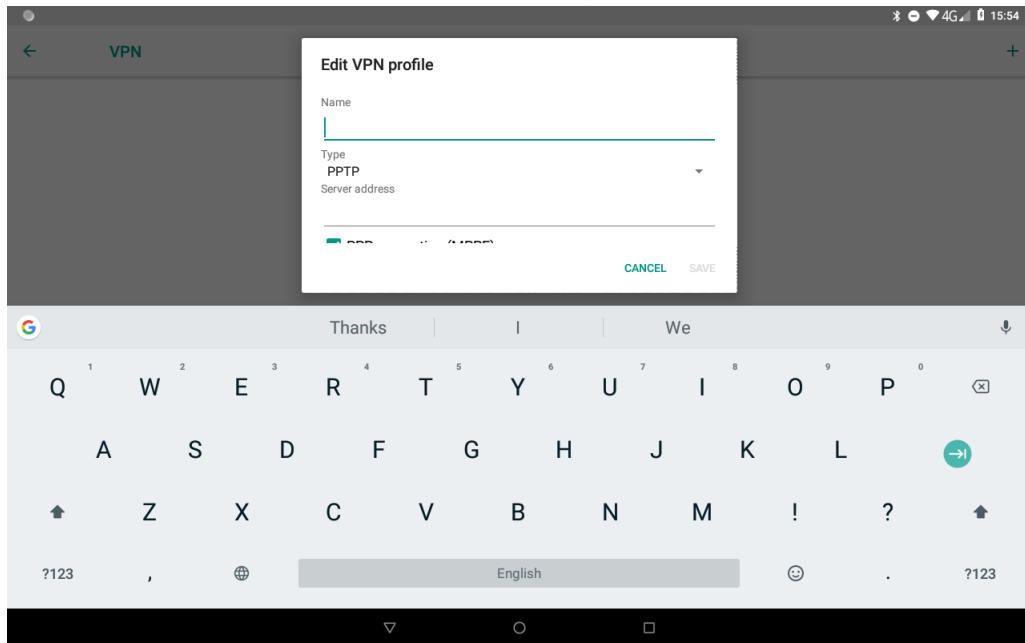 4G 15:54
VPN
Edit VPN profile
Name
Type
PPTP
Server address
CANCEL SAVE
Thanks I We
1 2 3 4 5 6 7 8 9 0
Q W E R T Y U I O P
A S D F G H J K L
Z X C V B N M ! ?
?123 , English . ?123